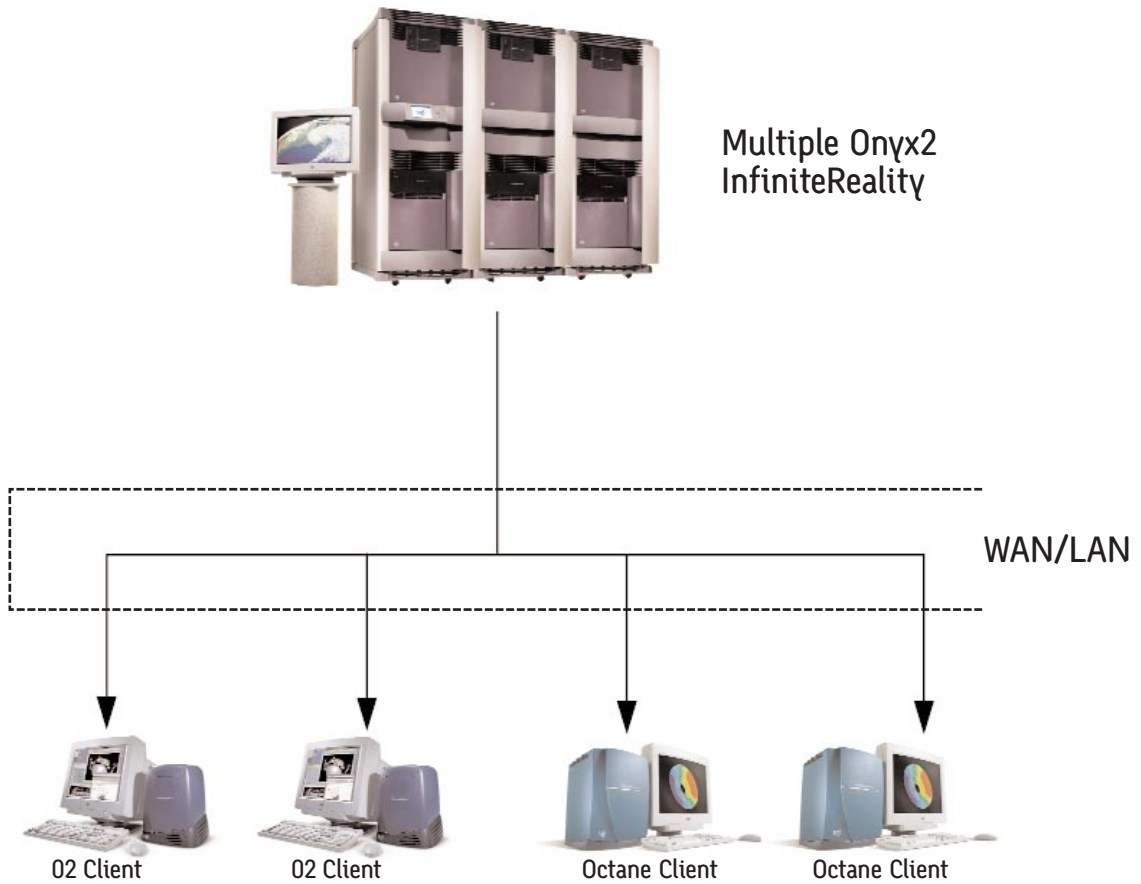 Multiple Onyx2
InfiniteReality
WAN/LAN
O2 Client
O2 Client
Octane Client
Octane Client